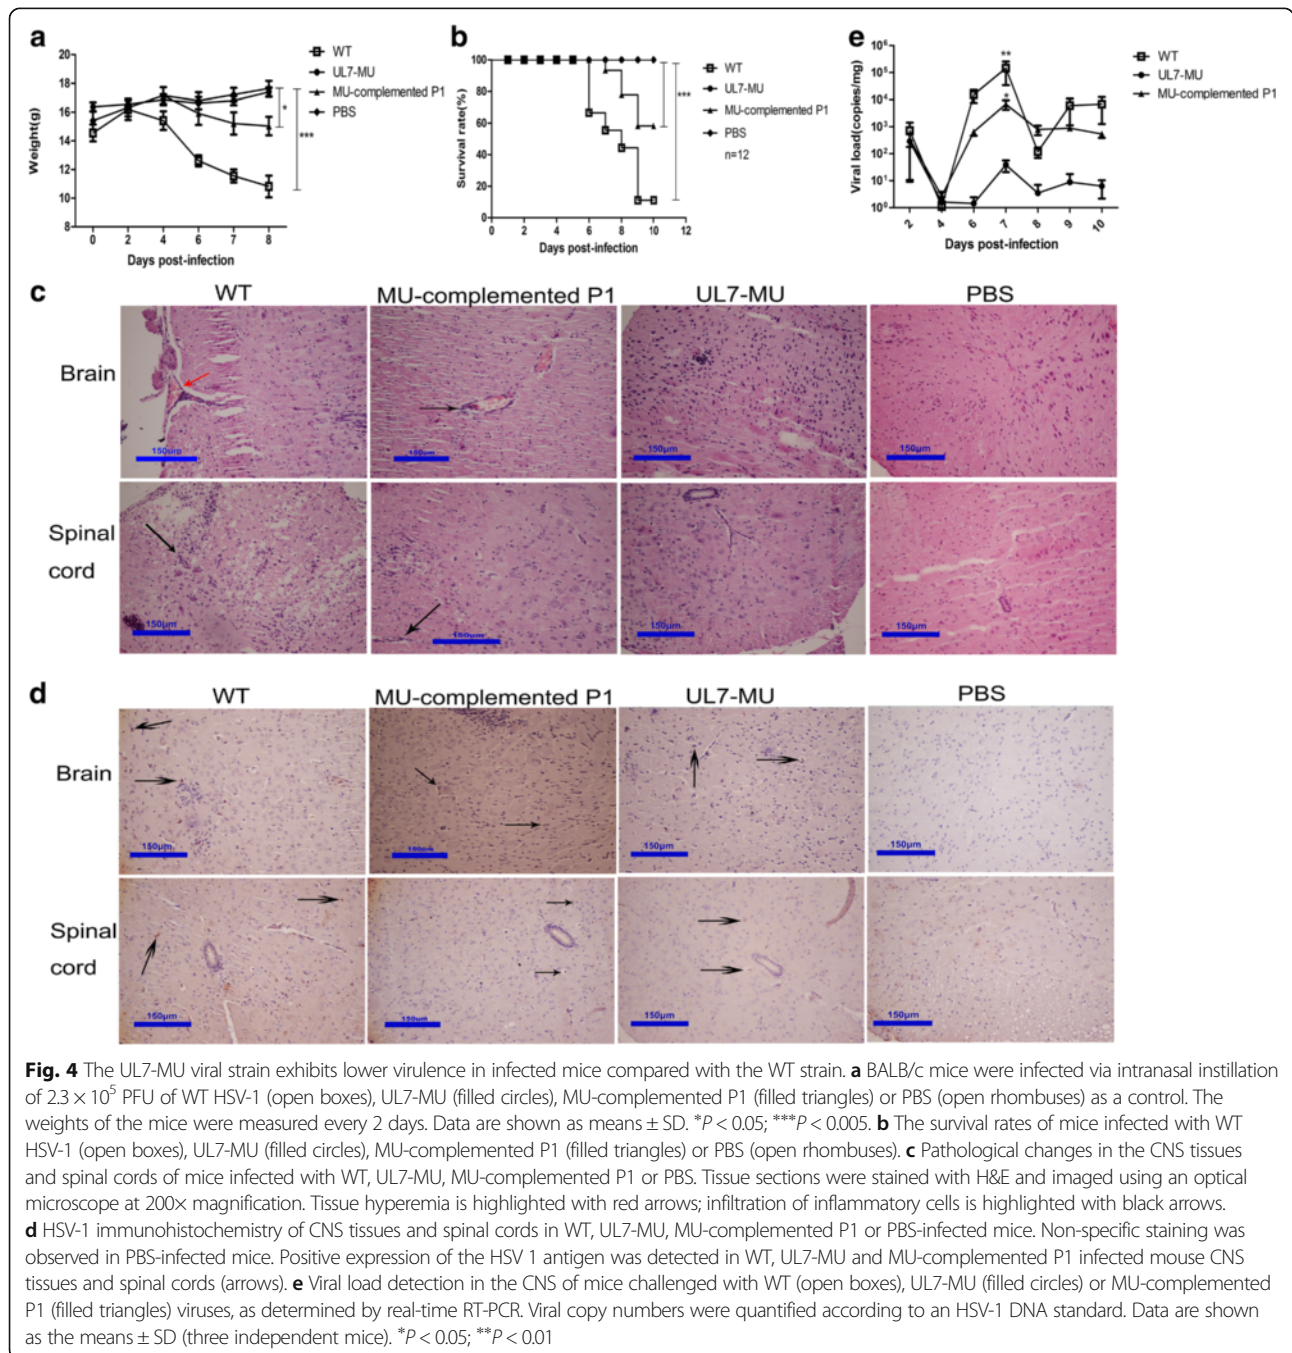 a
20
18
16
14
12
10
8
Weight(g)
0 2 4 6 7 8
Days post-infection
WT
UL7-MU
MU-complemented P1
PBS
*
***
b
100
80
60
40
20
0
Survival rate(%)
0 2 4 6 8 10 12
Days post-infection
WT
UL7-MU
MU-complemented P1
PBS
n=12
***
e
10⁶
10⁵
10⁴
10³
10²
10¹
10⁰
Viral load(copies/mg)
2 4 6 7 8 9 10
Days post-infection
**
*
WT
UL7-MU
MU-complemented P1
c
WT MU-complemented P1 UL7-MU PBS
Brain
150μm 150μm 150μm 150μm
Spinal
cord
150μm 150μm 150μm 150μm
d
WT MU-complemented P1 UL7-MU PBS
Brain
150μm 150μm 150μm 150μm
Spinal
cord
150μm 150μm 150μm 150μm
Fig. 4 The UL7-MU viral strain exhibits lower virulence in infected mice compared with the WT strain. a BALB/c mice were infected via intranasal instillation
of 2.3 × 10⁵ PFU of WT HSV-1 (open boxes), UL7-MU (filled circles), MU-complemented P1 (filled triangles) or PBS (open rhombuses) as a control. The
weights of the mice were measured every 2 days. Data are shown as means ± SD. *P < 0.05; ***P < 0.005. b The survival rates of mice infected with WT
HSV-1 (open boxes), UL7-MU (filled circles), MU-complemented P1 (filled triangles) or PBS (open rhombuses). c Pathological changes in the CNS tissues
and spinal cords of mice infected with WT, UL7-MU, MU-complemented P1 or PBS. Tissue sections were stained with H&E and imaged using an optical
microscope at 200× magnification. Tissue hyperemia is highlighted with red arrows; infiltration of inflammatory cells is highlighted with black arrows.
d HSV-1 immunohistochemistry of CNS tissues and spinal cords in WT, UL7-MU, MU-complemented P1 or PBS-infected mice. Non-specific staining was
observed in PBS-infected mice. Positive expression of the HSV 1 antigen was detected in WT, UL7-MU and MU-complemented P1 infected mouse CNS
tissues and spinal cords (arrows). e Viral load detection in the CNS of mice challenged with WT (open boxes), UL7-MU (filled circles) or MU-complemented
P1 (filled triangles) viruses, as determined by real-time RT-PCR. Viral copy numbers were quantified according to an HSV-1 DNA standard. Data are shown
as the means ± SD (three independent mice). *P < 0.05; **P < 0.01